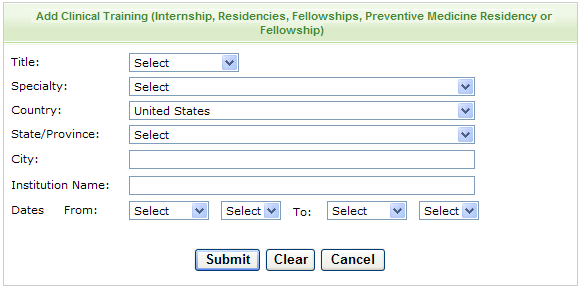 Add Clinical Training (Internship, Residencies, Fellowships, Preventive Medicine Residency or
Fellowship)
Title: Select
Specialty: Select
Country: United States
State/Province: Select
City:
Institution Name:
Dates From: Select Select To: Select Select
Submit Clear Cancel